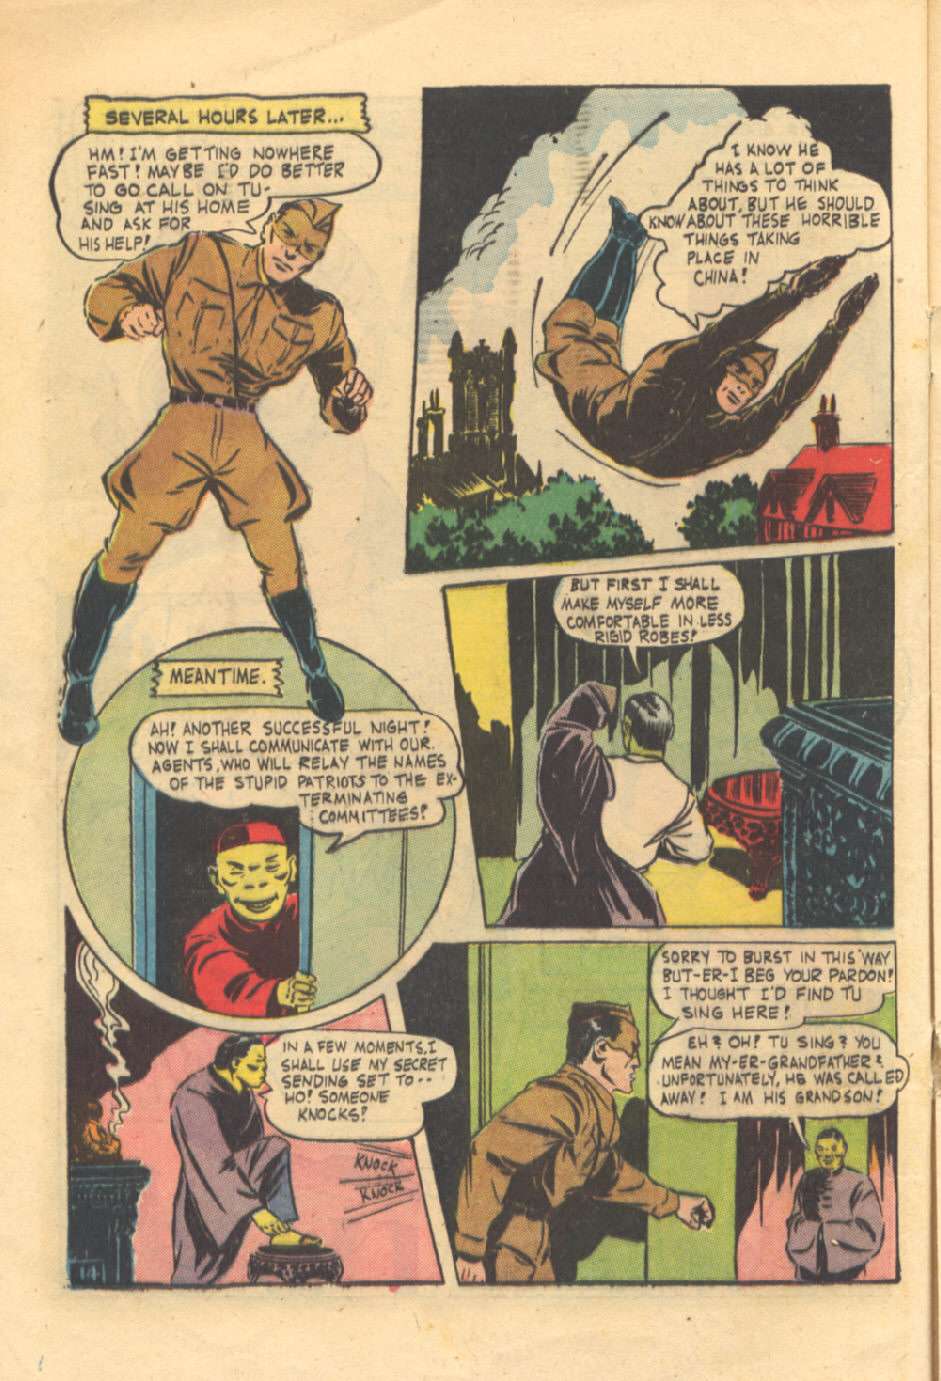 SEVERAL HOURS LATER...
HM! I'M GETTING NOWHERE
FAST! MAYBE I'D DO BETTER
TO GO CALL ON TU-
SING AT HIS HOME
AND ASK FOR
HIS HELP!
I KNOW HE
HAS A LOT OF
THINGS TO THINK
ABOUT, BUT HE SHOULD
KNOW ABOUT THESE HORRIBLE
THINGS TAKING
PLACE IN
CHINA!
MEANTIME.
AH! ANOTHER SUCCESSFUL NIGHT!
NOW I SHALL COMMUNICATE WITH OUR
AGENTS, WHO WILL RELAY THE NAMES
OF THE STUPID PATRIOTS TO THE EX-
TERMINATING
COMMITTEES!
BUT FIRST I SHALL
MAKE MYSELF MORE
COMFORTABLE IN LESS
RIGID ROBES!
IN A FEW MOMENTS, I
SHALL USE MY SECRET
SENDING SET TO--
HO! SOMEONE
KNOCKS!
KNOCK
KNOCK
14
SORRY TO BURST IN THIS WAY
BUT-ER-I BEG YOUR PARDON!
I THOUGHT I'D FIND TU
SING HERE!
EH? OH! TU SING? YOU
MEAN MY-ER-GRANDFATHER?
UNFORTUNATELY, HE WAS CALLED
AWAY! I AM HIS GRANDSON!